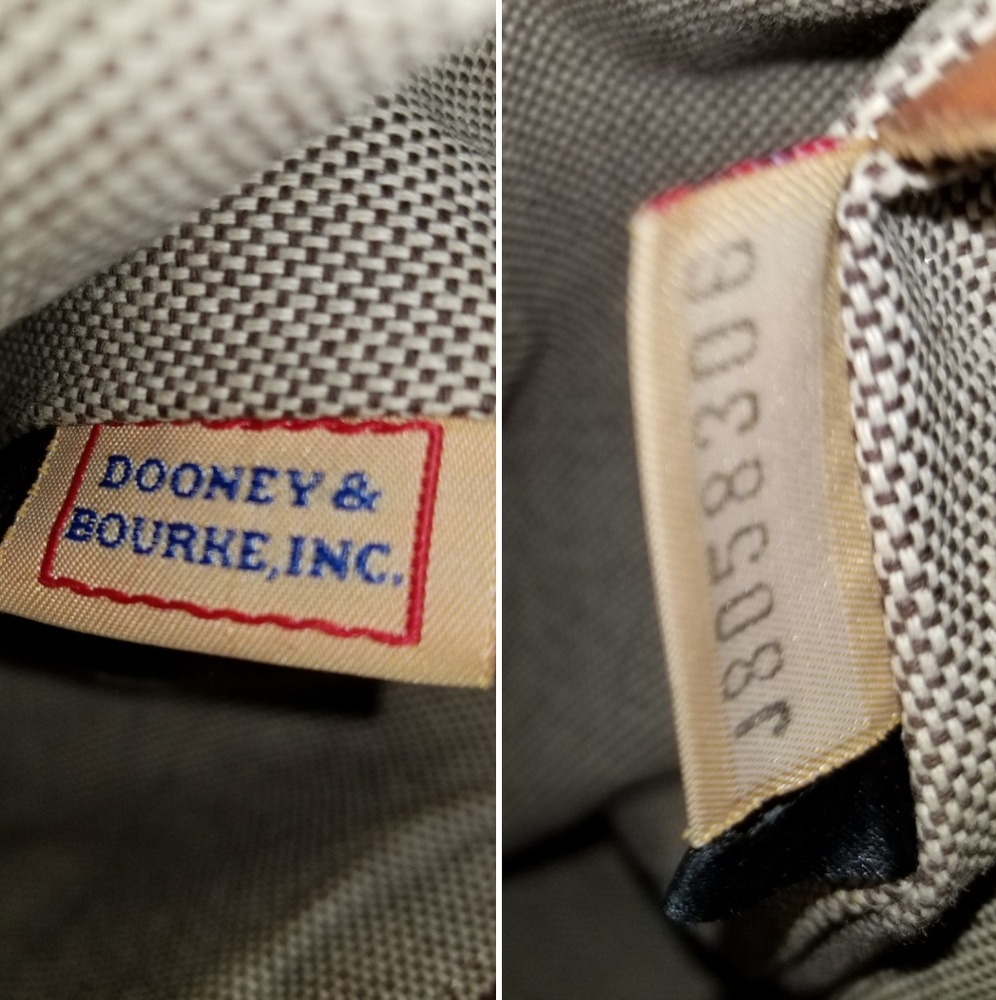 DOONEY &
BOURKE, INC.
J8058306